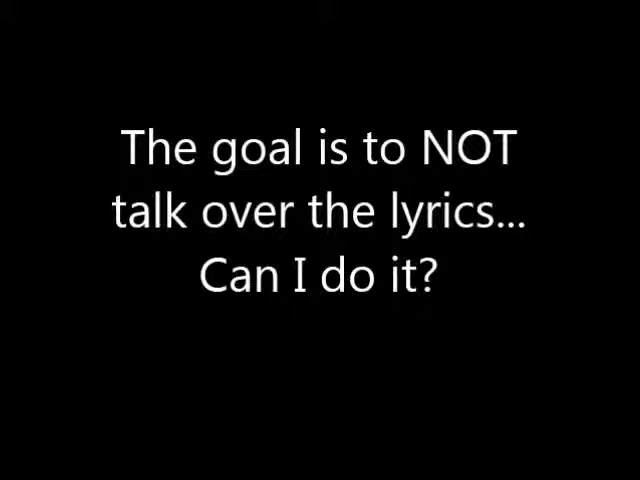 The goal is to NOT
talk over the lyrics...
Can I do it?